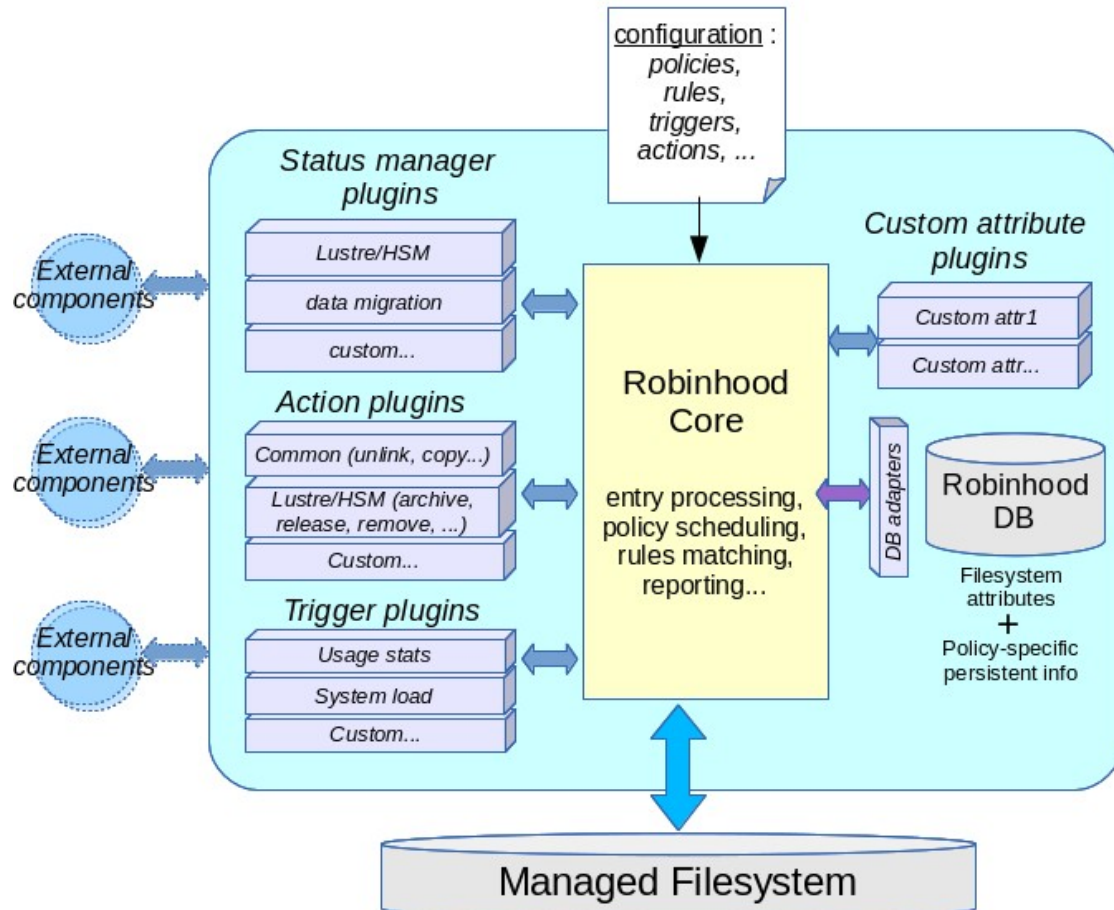 configuration :
policies,
rules,
triggers,
actions, ...
Status manager
plugins
Lustre/HSM
data migration
custom...
External
components
Action plugins
Common (unlink, copy...)
Lustre/HSM (archive,
release, remove, ...)
Custom...
External
components
Trigger plugins
Usage stats
System load
Custom...
External
components
Robinhood
Core
entry processing,
policy scheduling,
rules matching,
reporting...
Custom attribute
plugins
Custom attr1
Custom attr...
DB adapters
Robinhood
DB
Filesystem
attributes
+
Policy-specific
persistent info
Managed Filesystem